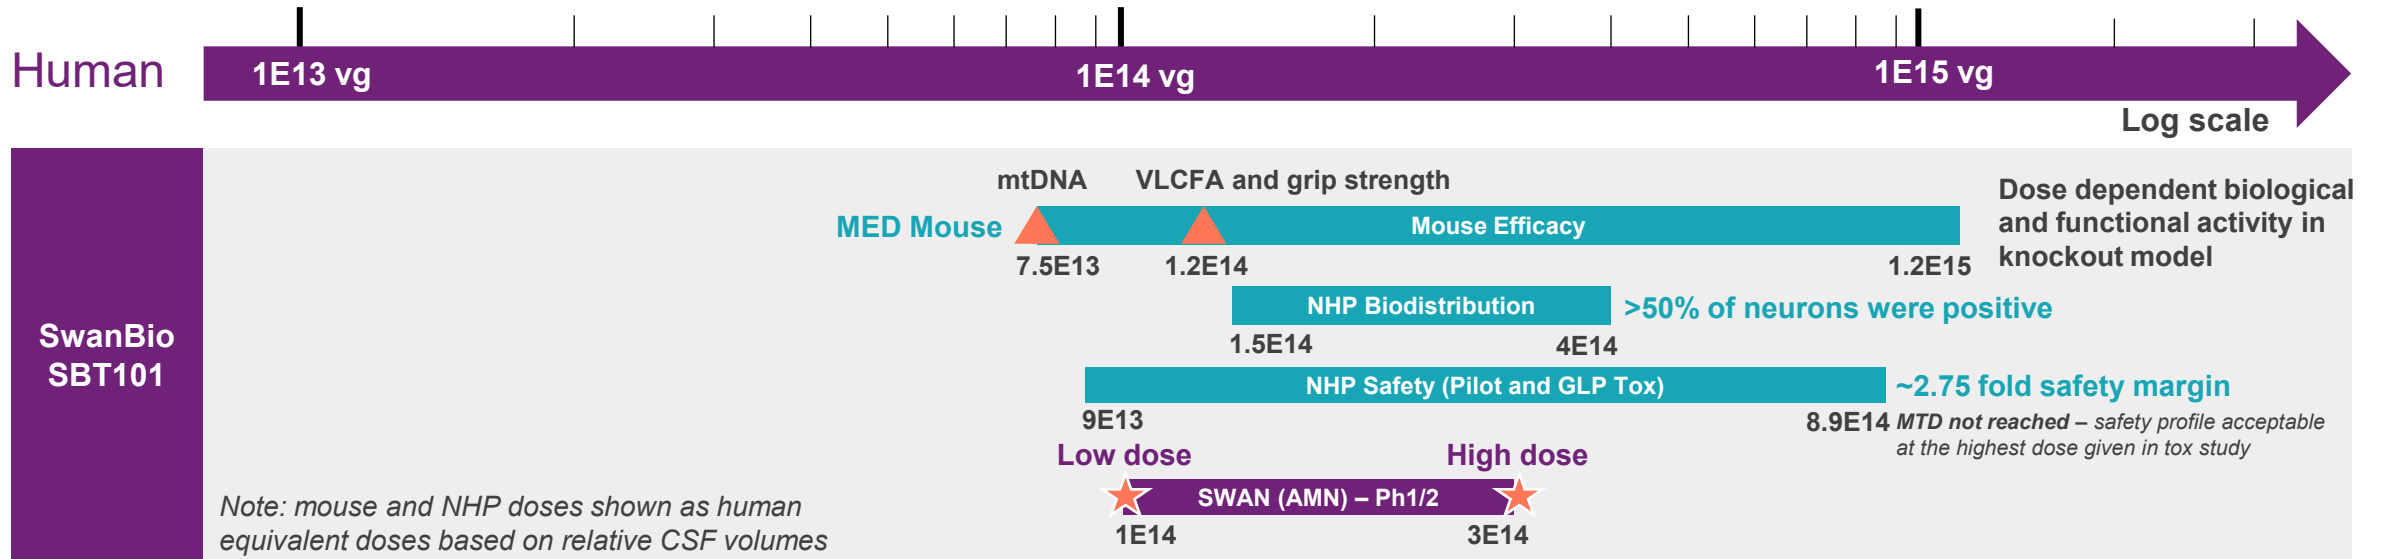 Human
1E13 vg
1E14 vg
1E15 vg
Log scale
SwanBio
SBT101
mtDNA
VLCFA and grip strength
MED Mouse
Mouse Efficacy
7.5E13
1.2E14
1.2E15
Dose dependent biological
and functional activity in
knockout model
NHP Biodistribution
>50% of neurons were positive
1.5E14
4E14
NHP Safety (Pilot and GLP Tox)
~2.75 fold safety margin
9E13
8.9E14
MTD not reached – safety profile acceptable
at the highest dose given in tox study
Low dose
High dose
SWAN (AMN) – Ph1/2
1E14
3E14
Note: mouse and NHP doses shown as human
equivalent doses based on relative CSF volumes